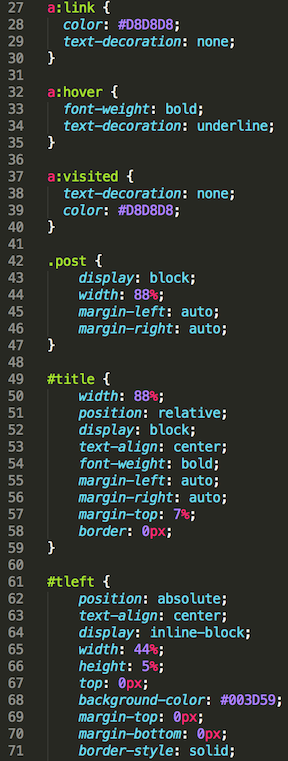 27 a:link {
28   color: #D8D8D8;
29   text-decoration: none;
30 }
31
32 a:hover {
33   font-weight: bold;
34   text-decoration: underline;
35 }
36
37 a:visited {
38   text-decoration: none;
39   color: #D8D8D8;
40 }
41
42 .post {
43     display: block;
44     width: 88%;
45     margin-left: auto;
46     margin-right: auto;
47 }
48
49 #title {
50     width: 88%;
51     position: relative;
52     display: block;
53     text-align: center;
54     font-weight: bold;
55     margin-left: auto;
56     margin-right: auto;
57     margin-top: 7%;
58     border: 0px;
59 }
60
61 #tleft {
62     position: absolute;
63     text-align: center;
64     display: inline-block;
65     width: 44%;
66     height: 5%;
67     top: 0px;
68     background-color: #003D59;
69     margin-top: 0px;
70     margin-bottom: 0px;
71     border-style: solid;